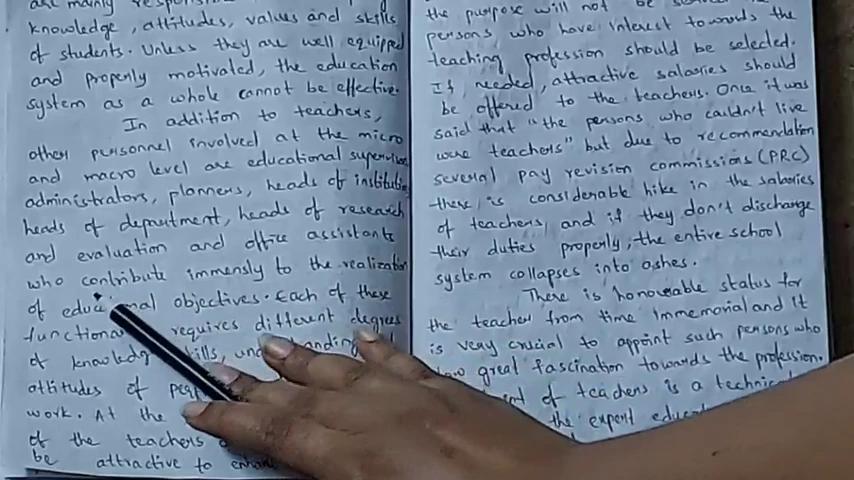 are mainly
knowledge, attitudes, values and skills
of students. Unless they are well equipped
and properly motivated, the education
system as a whole cannot be effective.
In addition to teachers,
other personnel involved at the micro
and macro level are educational
administrators, planners, heads of
heads of department, heads of research
and evaluation and office assistants
who contribute immensly to the realization
of objectives. Each of these
requires different degrees
of
attitudes of
work. At the
of the teachers
be attractive to
the purpose will not be
persons who have interest towards the
teaching profession should be selected.
If needed, attractive salaries should
be offered to the teachers. Once it was
said that "the persons who couldn't live
were teachers" but due to recommendation
several pay revision commissions (PRC)
there is considerable hike in the salaries
of teachers, and if they don't discharge
their duties properly, the entire school
system collapses into ashes.
There is honourable status for
the teacher from time immemorial and it
is very crucial to appoint such persons who
great fascination towards the profession.
of teachers is a
the expert